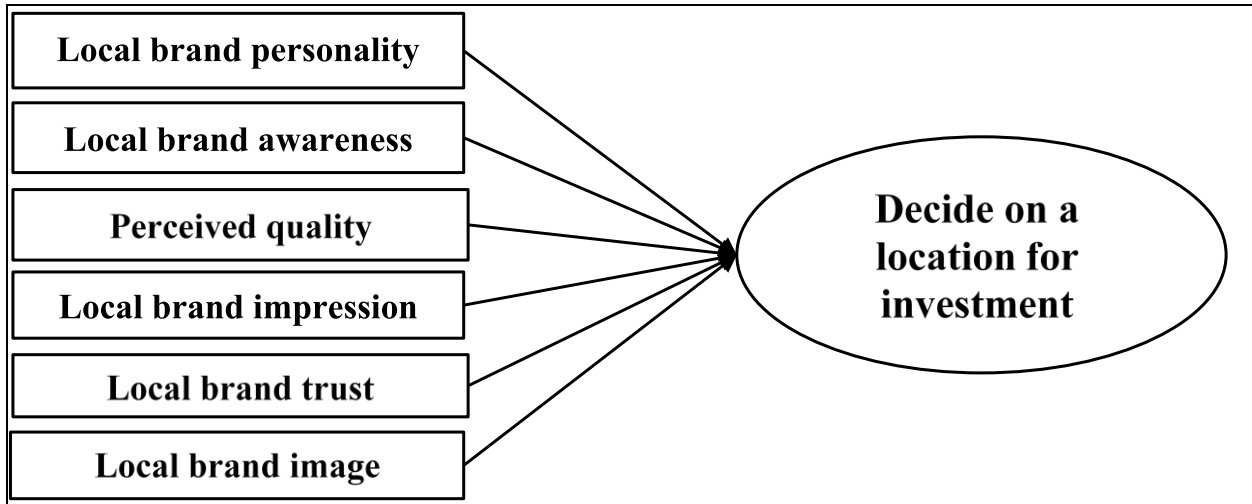 Local brand personality
Local brand awareness
Perceived quality
Local brand impression
Local brand trust
Local brand image
Decide on a
location for
investment